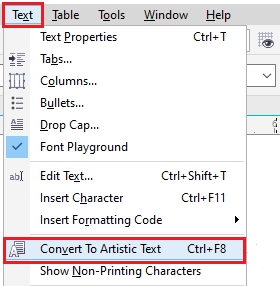 Text Table Tools Window Help
Text Properties Ctrl+T
Tabs...
Columns...
Bullets...
Drop Cap...
Font Playground
ab Edit Text... Ctrl+Shift+T
Insert Character Ctrl+F11
Insert Formatting Code
Convert To Artistic Text Ctrl+F8
Show Non-Printing Characters